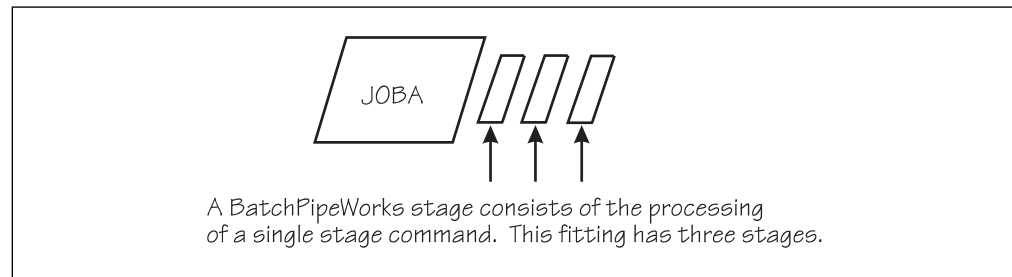 JOBA
A BatchPipeWorks stage consists of the processing
of a single stage command. This fitting has three stages.